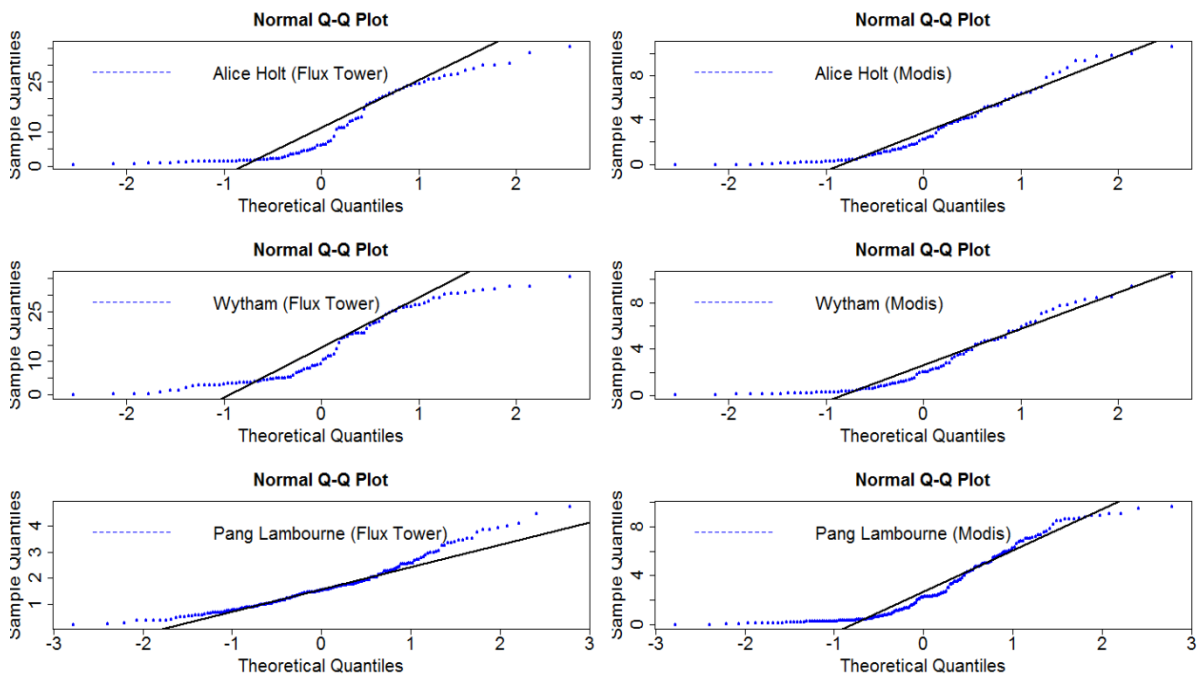 Normal Q-Q Plot
Sample Quantiles
0 10 25
Alice Holt (Flux Tower)
-2 -1 0 1 2
Theoretical Quantiles
Normal Q-Q Plot
Sample Quantiles
0 4 8
Alice Holt (Modis)
-2 -1 0 1 2
Theoretical Quantiles
Normal Q-Q Plot
Sample Quantiles
0 10 25
Wytham (Flux Tower)
-2 -1 0 1 2
Theoretical Quantiles
Normal Q-Q Plot
Sample Quantiles
0 4 8
Wytham (Modis)
-2 -1 0 1 2
Theoretical Quantiles
Normal Q-Q Plot
Sample Quantiles
1 2 3 4
Pang Lambourne (Flux Tower)
-3 -2 -1 0 1 2 3
Theoretical Quantiles
Normal Q-Q Plot
Sample Quantiles
0 4 8
Pang Lambourne (Modis)
-3 -2 -1 0 1 2 3
Theoretical Quantiles